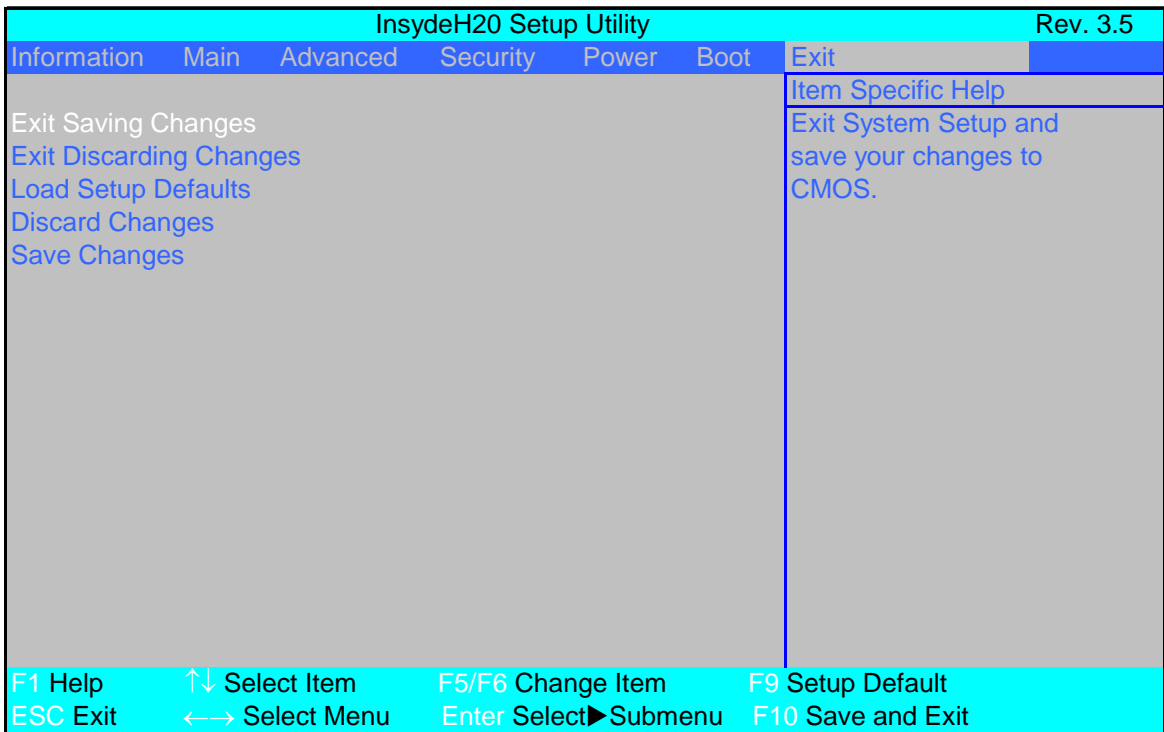 InsydeH20 Setup Utility Rev. 3.5
Information Main Advanced Security Power Boot Exit
Item Specific Help
Exit Saving Changes
Exit Discarding Changes
Load Setup Defaults
Discard Changes
Save Changes
Exit System Setup and
save your changes to
CMOS.
F1 Help ↑↓ Select Item F5/F6 Change Item F9 Setup Default
ESC Exit ←→ Select Menu Enter Select▶Submenu F10 Save and Exit